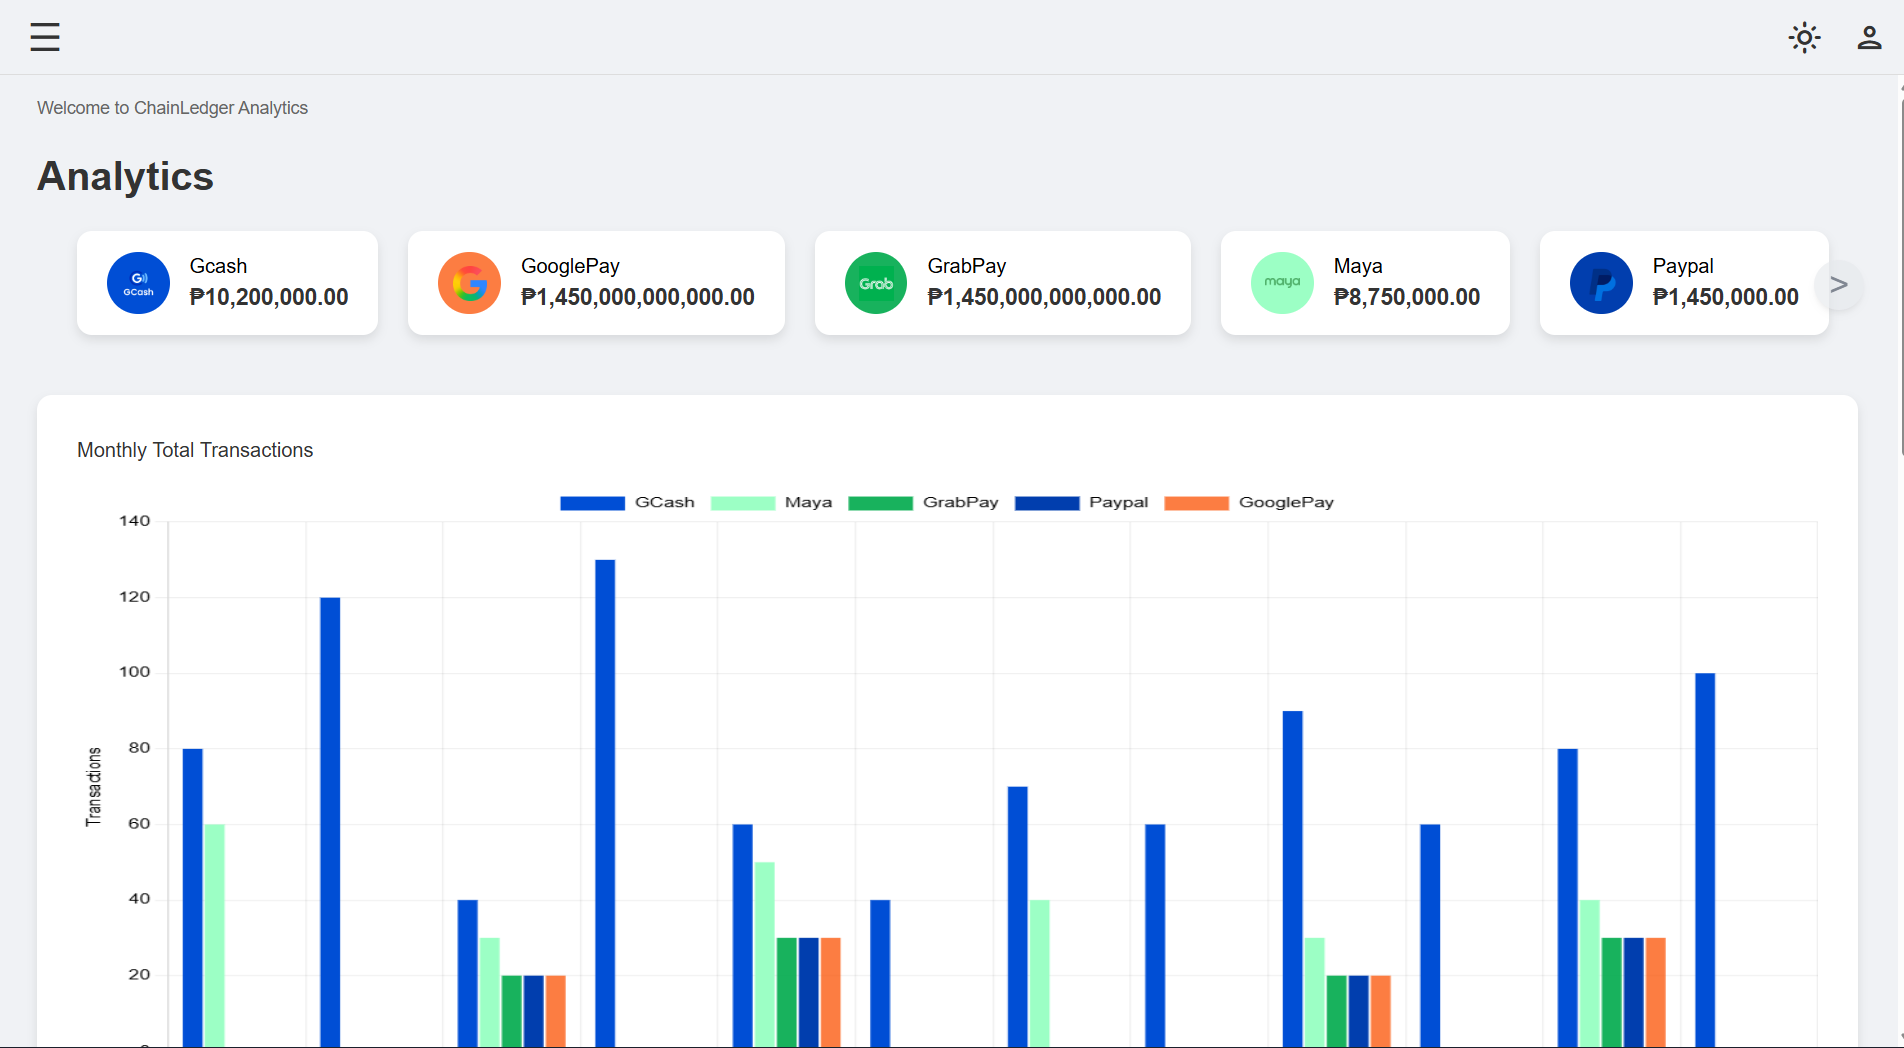 Welcome to ChainLedger Analytics
Analytics
G)) GCash
Gcash
₱10,200,000.00
GooglePay
₱1,450,000,000,000.00
Grab
GrabPay
₱1,450,000,000,000.00
maya
Maya
₱8,750,000.00
Paypal
₱1,450,000.00
>
Monthly Total Transactions
GCash Maya GrabPay Paypal GooglePay
140
120
100
80
60
40
20
Transactions